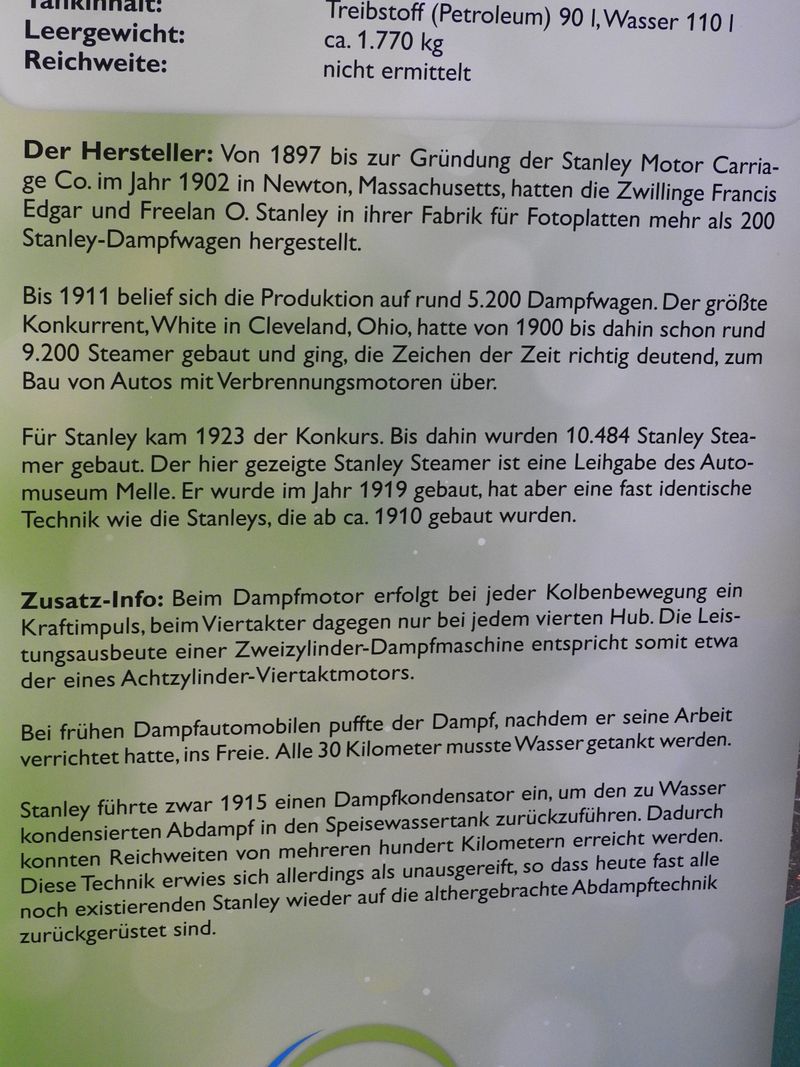 Tankinhalt:
Treibstoff (Petroleum) 90 l, Wasser 110 l
Leergewicht:
ca. 1.770 kg
Reichweite:
nicht ermittelt
Der Hersteller: Von 1897 bis zur Gründung der Stanley Motor Carria-
ge Co. im Jahr 1902 in Newton, Massachusetts, hatten die Zwillinge Francis
Edgar und Freelan O. Stanley in ihrer Fabrik für Fotoplatten mehr als 200
Stanley-Dampfwagen hergestellt.
Bis 1911 belief sich die Produktion auf rund 5.200 Dampfwagen. Der größte
Konkurrent, White in Cleveland, Ohio, hatte von 1900 bis dahin schon rund
9.200 Steamer gebaut und ging, die Zeichen der Zeit richtig deutend, zum
Bau von Autos mit Verbrennungsmotoren über.
Für Stanley kam 1923 der Konkurs. Bis dahin wurden 10.484 Stanley Stea-
mer gebaut. Der hier gezeigte Stanley Steamer ist eine Leihgabe des Auto-
museum Melle. Er wurde im Jahr 1919 gebaut, hat aber eine fast identische
Technik wie die Stanleys, die ab ca. 1910 gebaut wurden.
Zusatz-Info: Beim Dampfmotor erfolgt bei jeder Kolbenbewegung ein
Kraftimpuls, beim Viertakter dagegen nur bei jedem vierten Hub. Die Leis-
tungsausbeute einer Zweizylinder-Dampfmaschine entspricht somit etwa
der eines Achtzylinder-Viertaktmotors.
Bei frühen Dampfautomobilen puffte der Dampf, nachdem er seine Arbeit
verrichtet hatte, ins Freie. Alle 30 Kilometer musste Wasser getankt werden.
Stanley führte zwar 1915 einen Dampfkondensator ein, um den zu Wasser
kondensierten Abdampf in den Speisewassertank zurückzuführen. Dadurch
konnten Reichweiten von mehreren hundert Kilometern erreicht werden.
Diese Technik erwies sich allerdings als unausgereift, so dass heute fast alle
noch existierenden Stanley wieder auf die althergebrachte Abdampftechnik
zurückgerüstet sind.